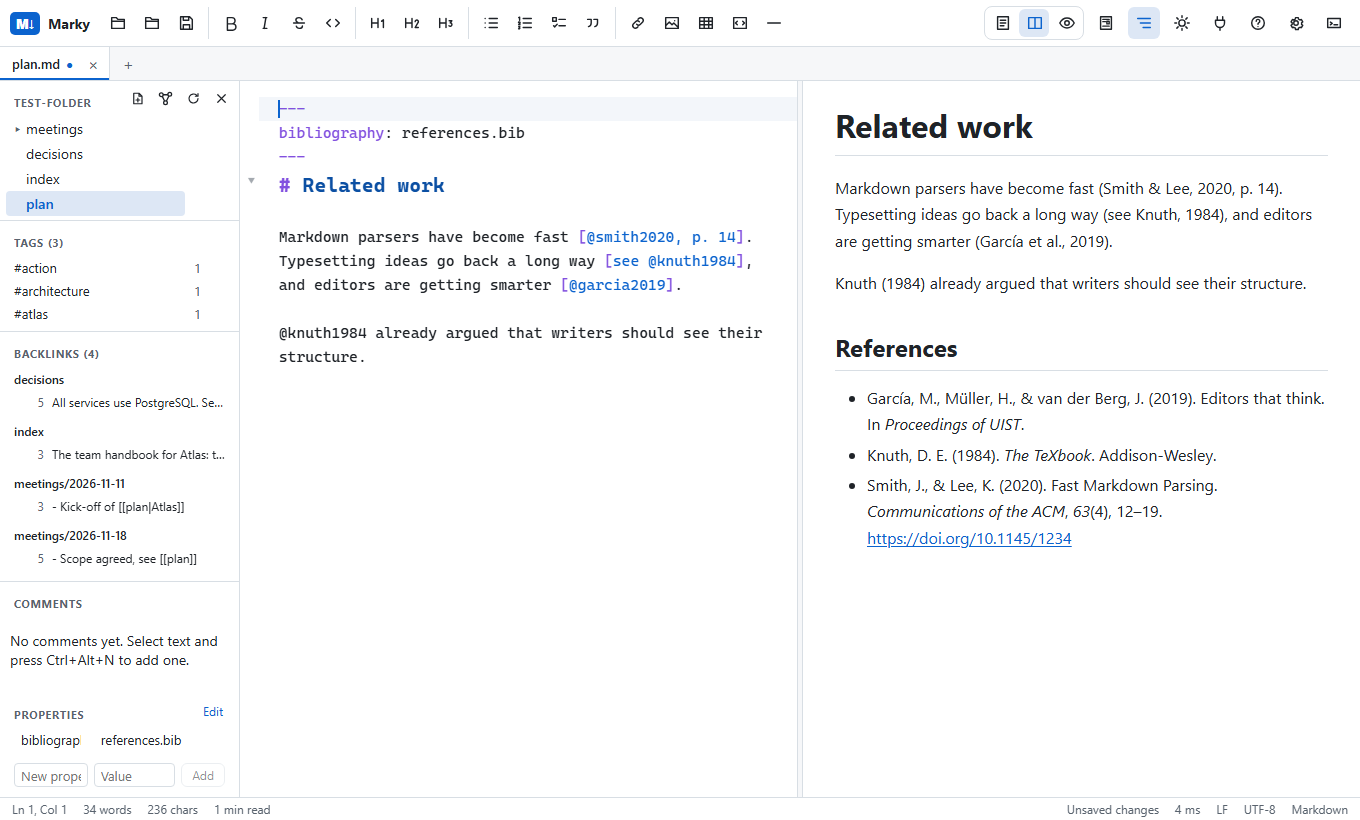 M↓ Marky B I S <> H1 H2 H3
plan.md ● × +
TEST-FOLDER
meetings
decisions
index
plan
TAGS (3)
#action 1
#architecture 1
#atlas 1
BACKLINKS (4)
decisions
5 All services use PostgreSQL. Se...
index
3 The team handbook for Atlas: t...
meetings/2026-11-11
3 - Kick-off of [[plan|Atlas]]
meetings/2026-11-18
5 - Scope agreed, see [[plan]]
COMMENTS
No comments yet. Select text and
press Ctrl+Alt+N to add one.
PROPERTIES Edit
bibliograp references.bib
New prope Value Add
---
bibliography: references.bib
---
# Related work
Markdown parsers have become fast [@smith2020, p. 14].
Typesetting ideas go back a long way [see @knuth1984],
and editors are getting smarter [@garcia2019].
@knuth1984 already argued that writers should see their
structure.
Related work
Markdown parsers have become fast (Smith & Lee, 2020, p. 14).
Typesetting ideas go back a long way (see Knuth, 1984), and editors
are getting smarter (García et al., 2019).
Knuth (1984) already argued that writers should see their structure.
References
• García, M., Müller, H., & van der Berg, J. (2019). Editors that think.
In Proceedings of UIST.
• Knuth, D. E. (1984). The TeXbook. Addison-Wesley.
• Smith, J., & Lee, K. (2020). Fast Markdown Parsing.
Communications of the ACM, 63(4), 12–19.
https://doi.org/10.1145/1234
Ln 1, Col 1 34 words 236 chars 1 min read Unsaved changes 4 ms LF UTF-8 Markdown